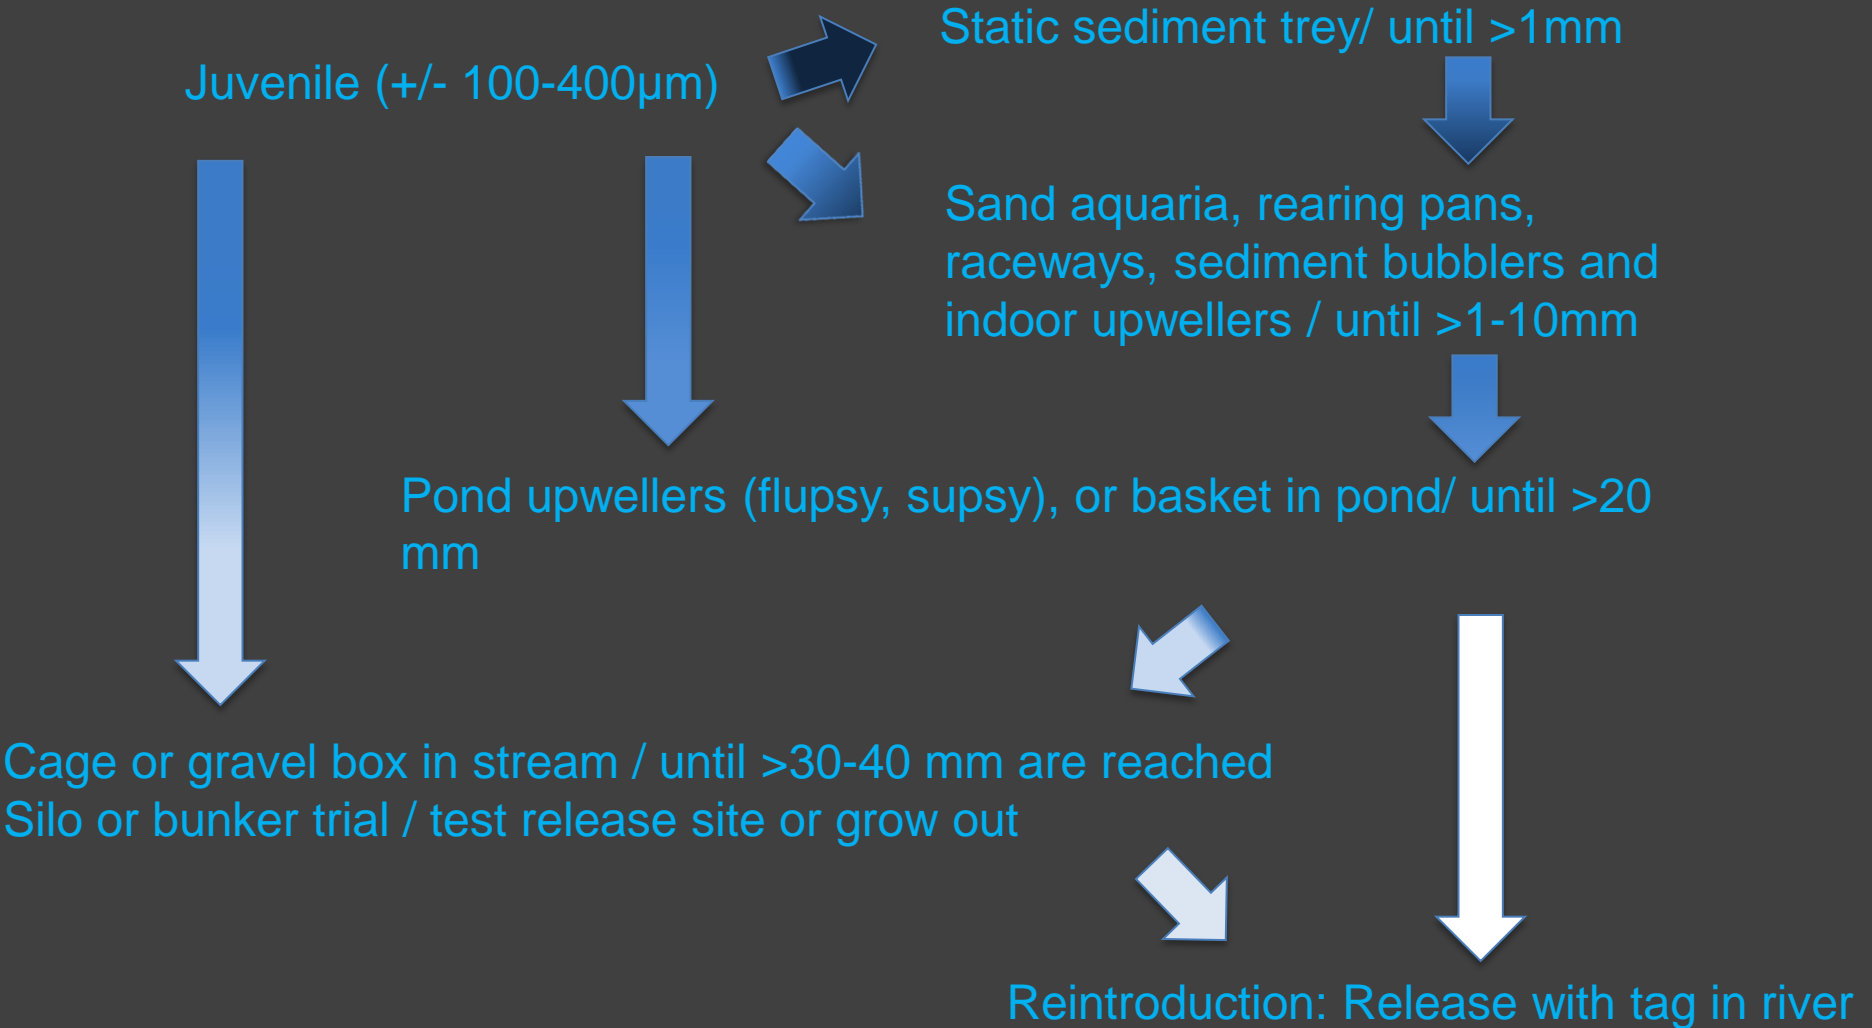 Static sediment trey/ until >1mm
Juvenile (+/- 100-400µm)
Sand aquaria, rearing pans,
raceways, sediment bubblers and
indoor upwellers / until >1-10mm
Pond upwellers (flupsy, supsy), or basket in pond/ until >20
mm
Cage or gravel box in stream / until >30-40 mm are reached
Silo or bunker trial / test release site or grow out
Reintroduction: Release with tag in river